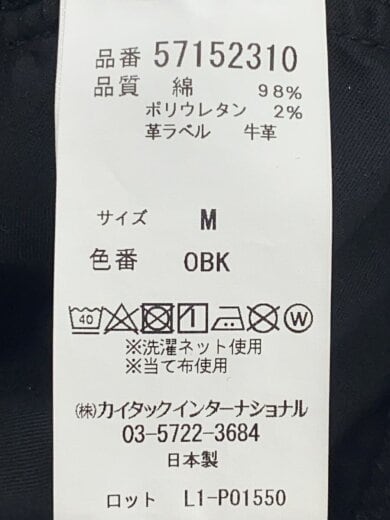 品番 57152310
品質 綿 98%
ポリウレタン 2%
革ラベル 牛革
サイズ M
色番 OBK
40 1 W
※洗濯ネット使用
※当て布使用
㈱カイタックインターナショナル
03-5722-3684
日本製
ロット L1-P01550